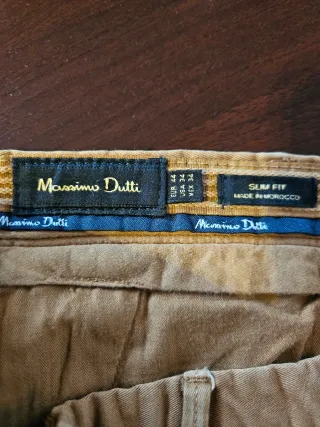 Massimo Dutti
EUR 44
USA 34
MEX 34
SLIM FIT
MADE IN MOROCCO
Massimo Dutti
Massimo Dutti